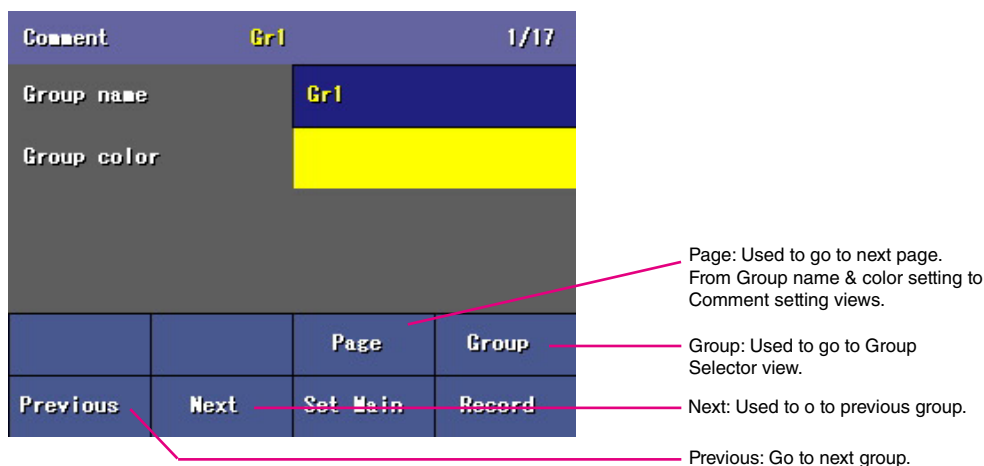 Comment Gr1 1/17
Group name Gr1
Group color
Page Group
Previous Next Set Main Record
Page: Used to go to next page.
From Group name & color setting to
Comment setting views.
Group: Used to go to Group
Selector view.
Next: Used to o to previous group.
Previous: Go to next group.